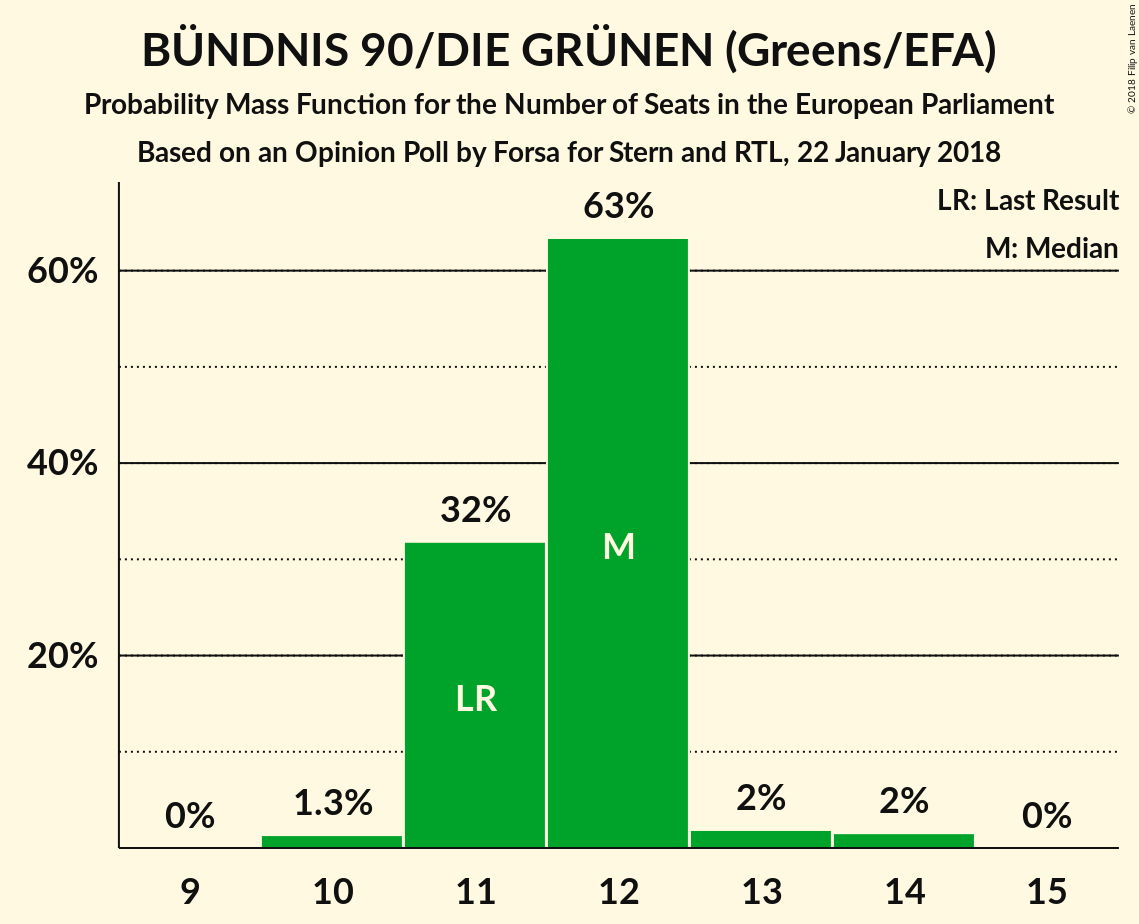 BÜNDNIS 90/DIE GRÜNEN (Greens/EFA)
Probability Mass Function for the Number of Seats in the European Parliament
Based on an Opinion Poll by Forsa for Stern and RTL, 22 January 2018
© 2018 Filip van Laenen
LR: Last Result
M: Median
63%
60%
40%
32%
M
20%
LR
0%
1.3%
2%
2%
0%
9 10 11 12 13 14 15